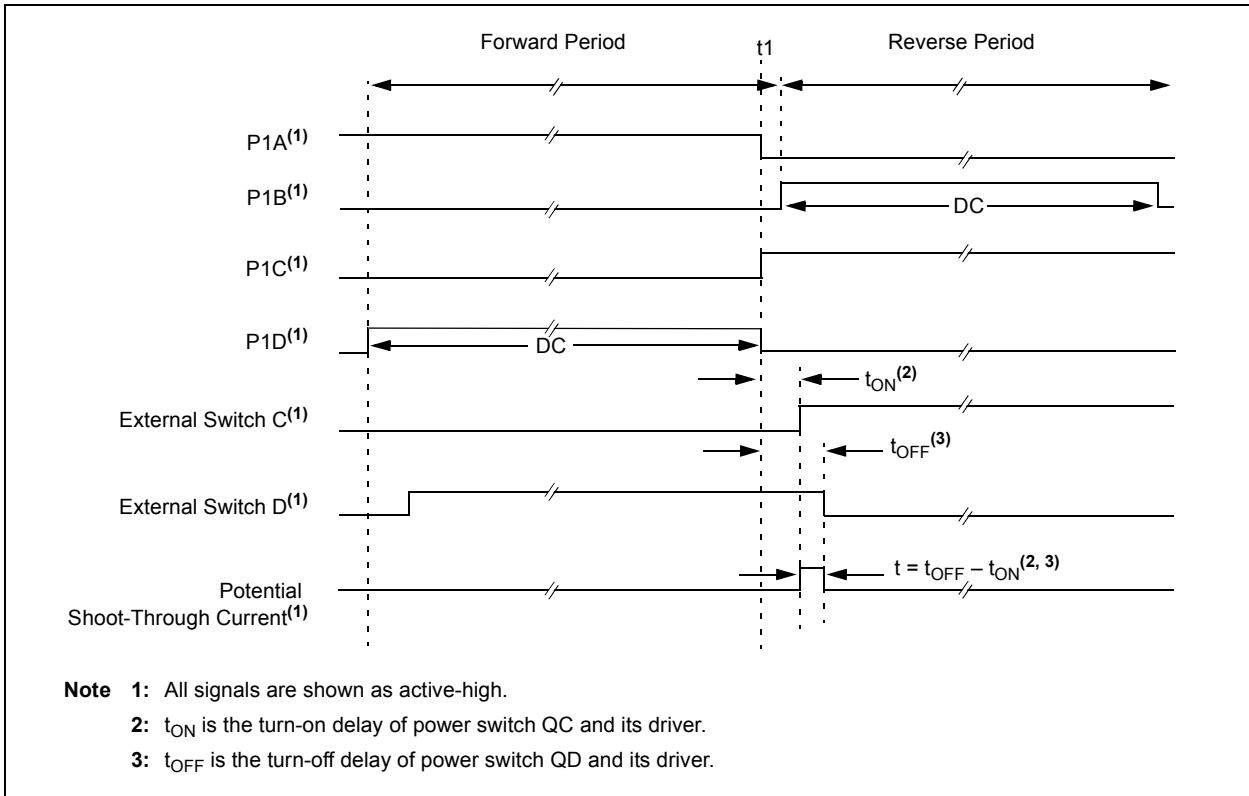 Forward Period
t1
Reverse Period
P1A(1)
P1B(1)
DC
P1C(1)
P1D(1)
DC
tON(2)
External Switch C(1)
tOFF(3)
External Switch D(1)
t = tOFF – tON(2, 3)
Potential
Shoot-Through Current(1)
Note 1: All signals are shown as active-high.
2: tON is the turn-on delay of power switch QC and its driver.
3: tOFF is the turn-off delay of power switch QD and its driver.